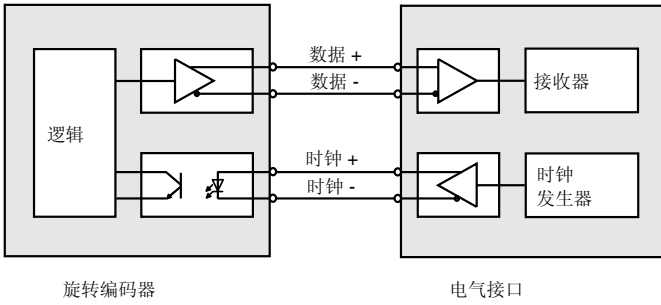 数据 +
数据 -
逻辑
接收器
时钟 +
时钟 -
时钟
发生器
旋转编码器
电气接口